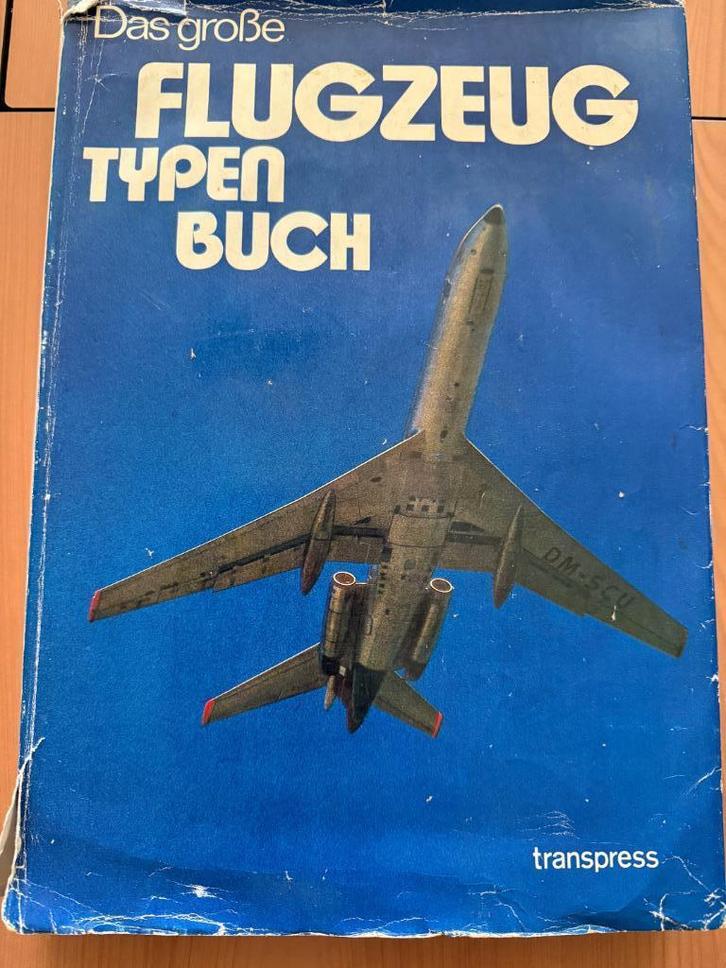 Das große
FLUGZEUG
TYPEN
BUCH
DM-SCU
transpress